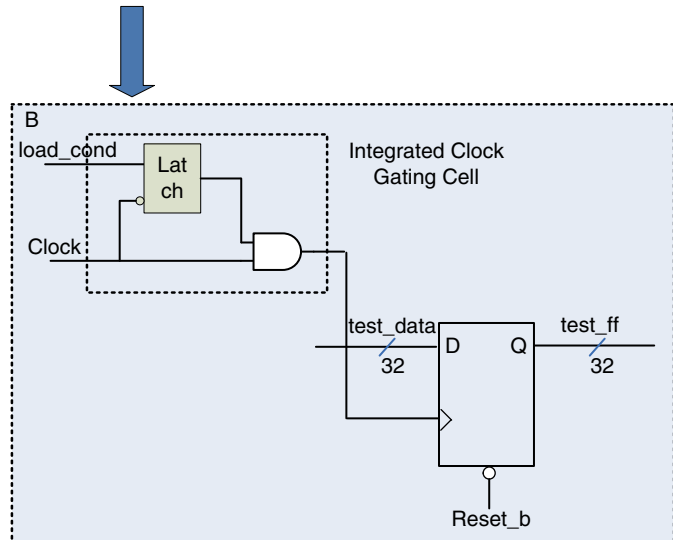 B
load_cond
Lat
ch
Integrated Clock
Gating Cell
Clock
test_data
test_ff
D
Q
32
32
Reset_b